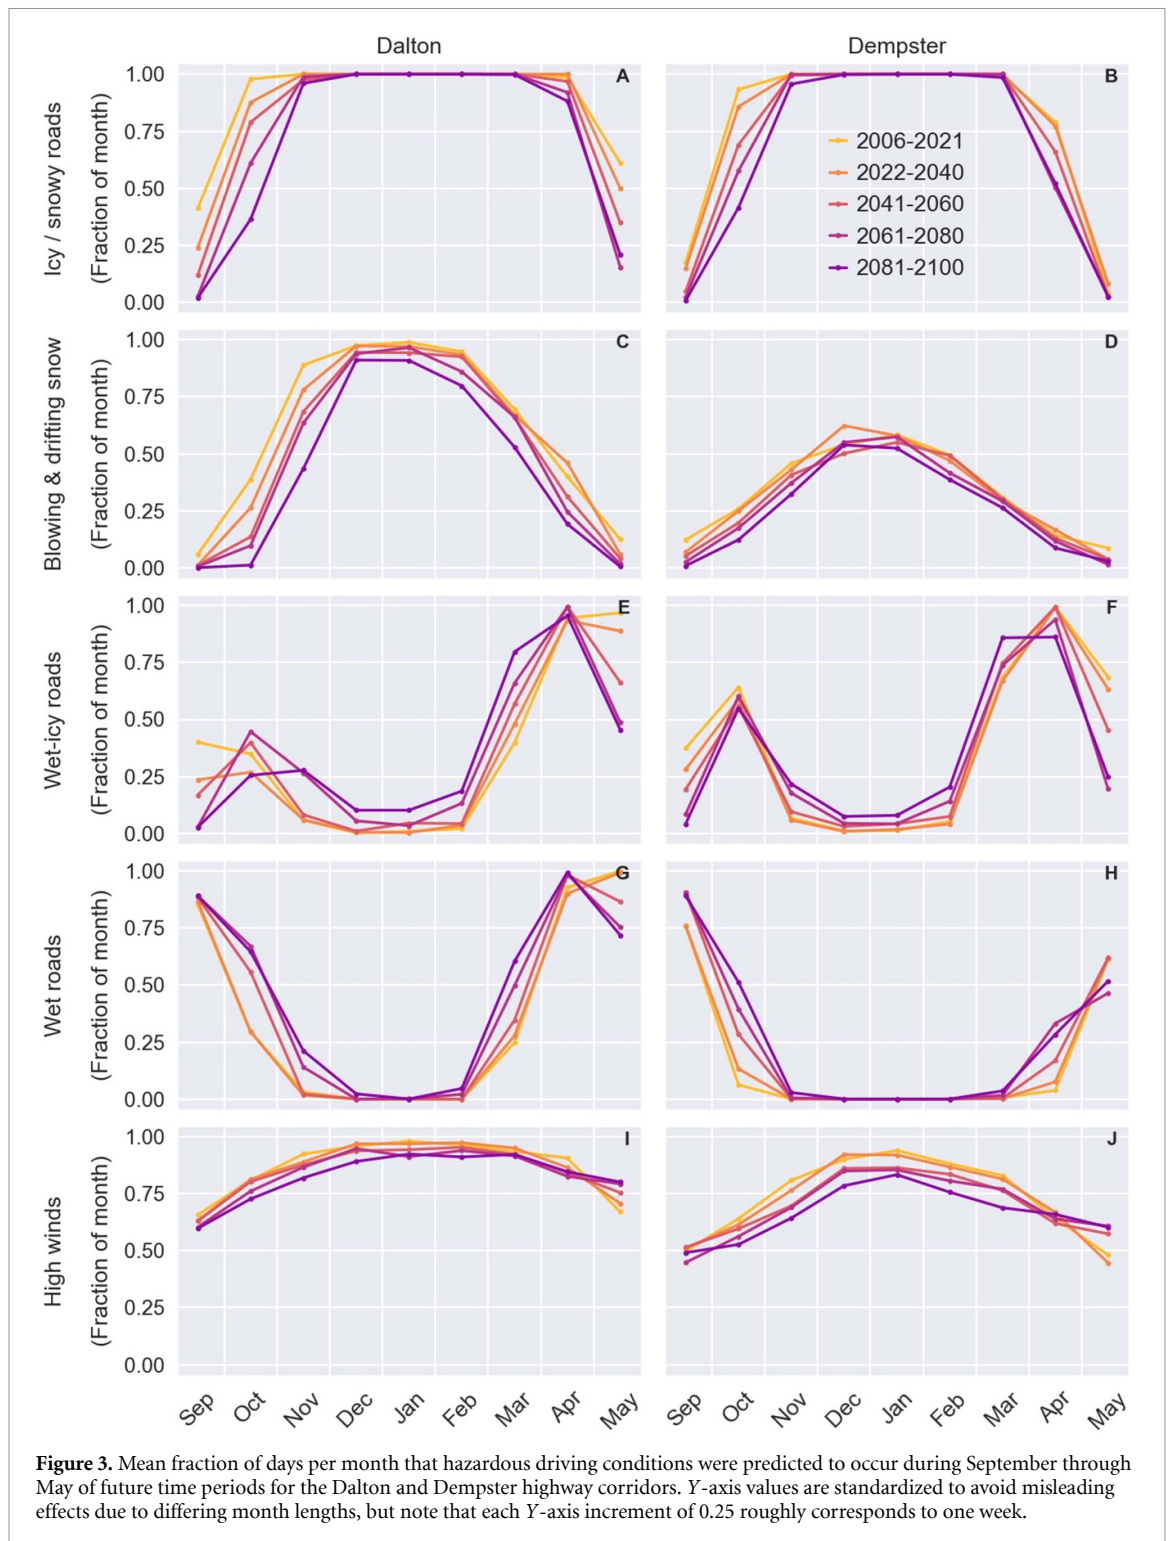 Dalton
Dempster
Icy / snowy roads
(Fraction of month)
1.00
0.75
0.50
0.25
0.00
A
B
2006-2021
2022-2040
2041-2060
2061-2080
2081-2100
Blowing & drifting snow
(Fraction of month)
1.00
0.75
0.50
0.25
0.00
C
D
Wet-icy roads
(Fraction of month)
1.00
0.75
0.50
0.25
0.00
E
F
Wet roads
(Fraction of month)
1.00
0.75
0.50
0.25
0.00
G
H
High winds
(Fraction of month)
1.00
0.75
0.50
0.25
0.00
I
J
Sep Oct Nov Dec Jan Feb Mar Apr May
Sep Oct Nov Dec Jan Feb Mar Apr May
Figure 3. Mean fraction of days per month that hazardous driving conditions were predicted to occur during September through
May of future time periods for the Dalton and Dempster highway corridors. Y-axis values are standardized to avoid misleading
effects due to differing month lengths, but note that each Y-axis increment of 0.25 roughly corresponds to one week.